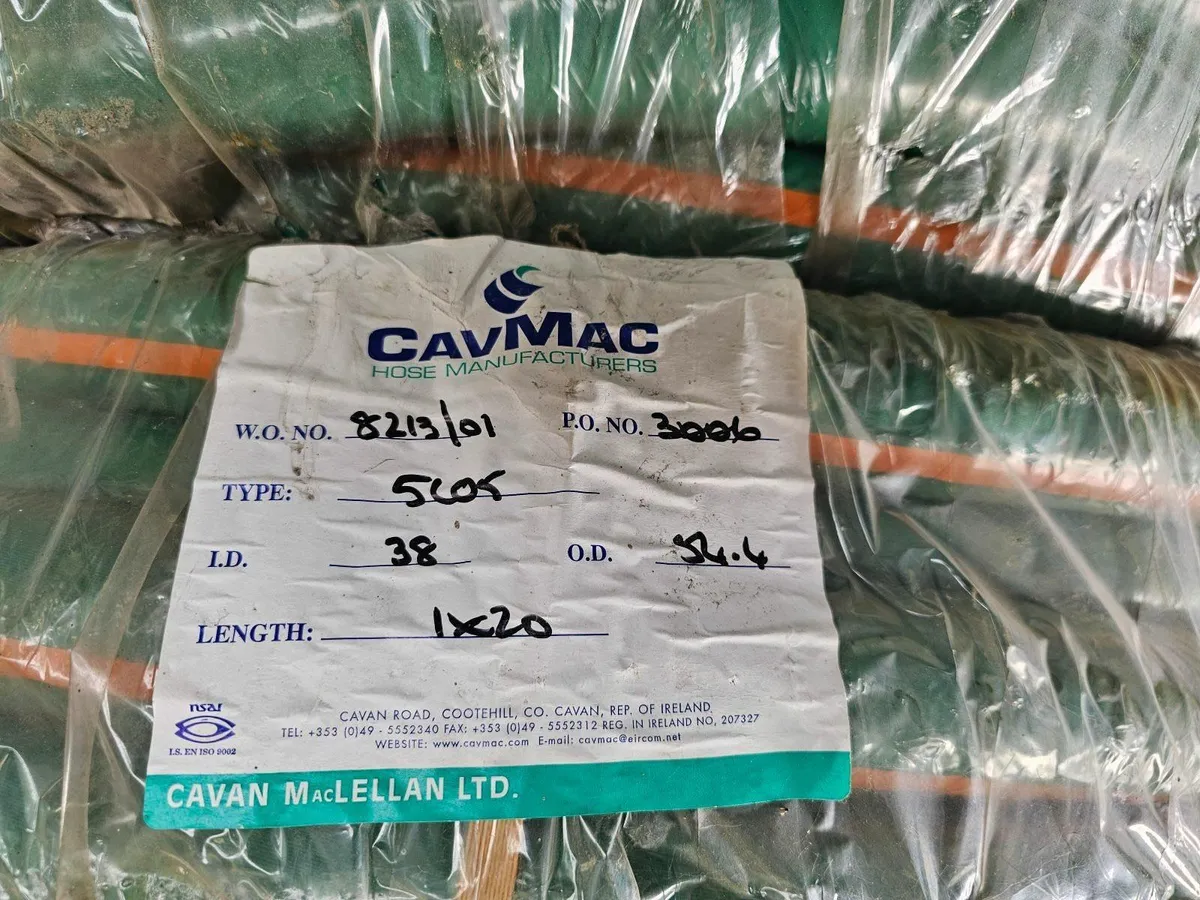 CAVMAC
HOSE MANUFACTURERS
W.O. NO. 8213/01 P.O. NO. 3006
TYPE:
I.D. 38 O.D. 54.4
LENGTH: 1x20
nsai
I.S. EN ISO 9002
CAVAN ROAD, COOTEHILL, CO. CAVAN, REP. OF IRELAND.
TEL: +353 (0)49 - 5552340 FAX: +353 (0)49 - 5552312 REG. IN IRELAND NO, 207327
WEBSITE: www.cavmac.com E-mail: cavmac@eircom.net
CAVAN MacLELLAN LTD.